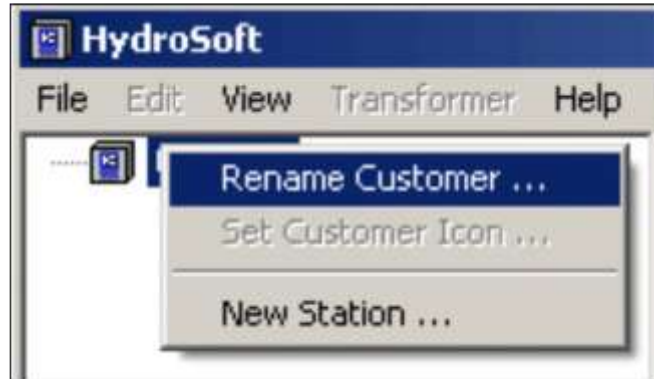 HydroSoft
File Edit View Transformer Help
Rename Customer ...
Set Customer Icon ...
New Station ...